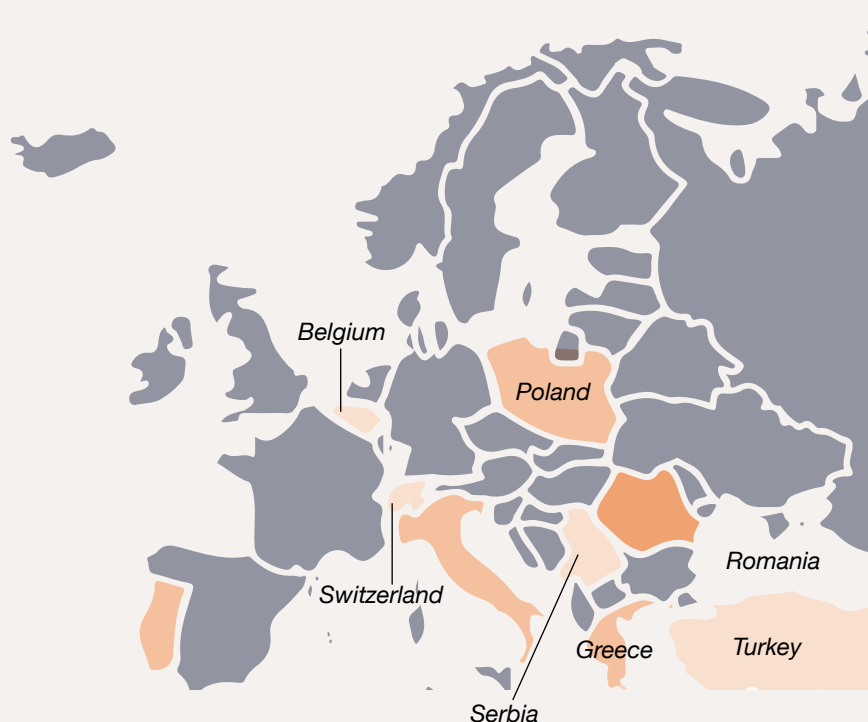 Belgium
Poland
Romania
Switzerland
Greece
Turkey
Serbia